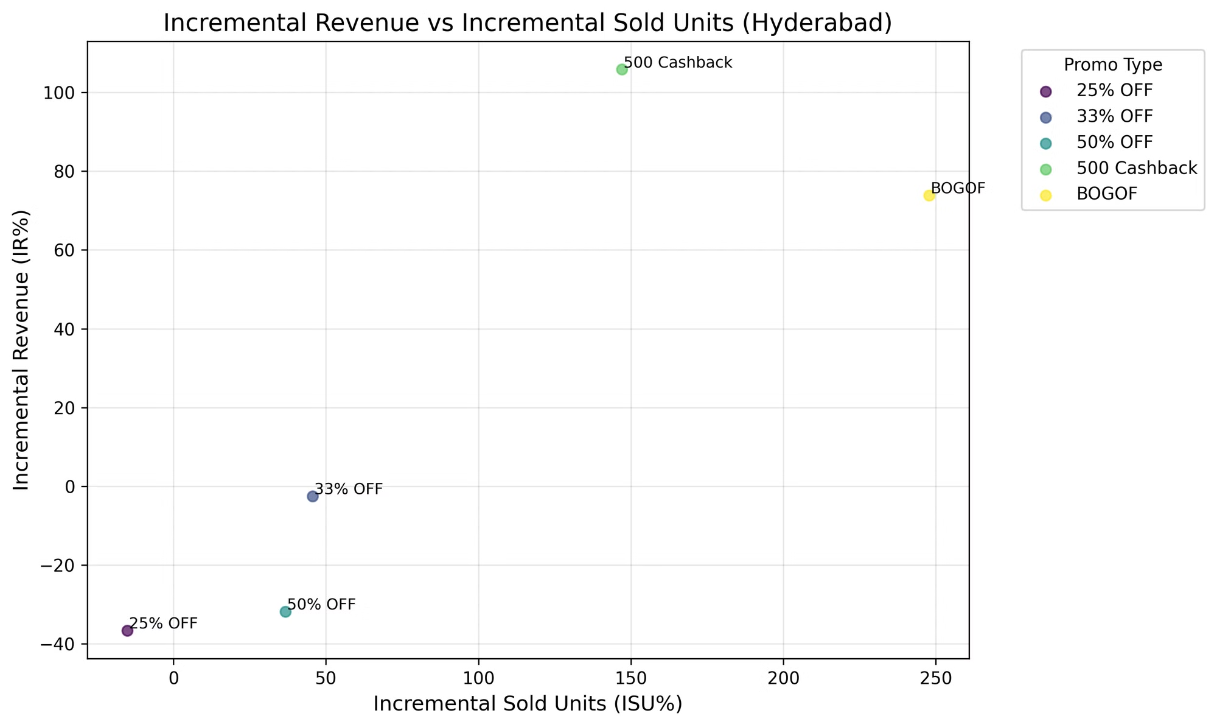 Incremental Revenue vs Incremental Sold Units (Hyderabad)
Incremental Revenue (IR%)
100
80
60
40
20
0
−20
−40
500 Cashback
BOGOF
33% OFF
50% OFF
25% OFF
0
50
100
150
200
250
Incremental Sold Units (ISU%)
Promo Type
25% OFF
33% OFF
50% OFF
500 Cashback
BOGOF